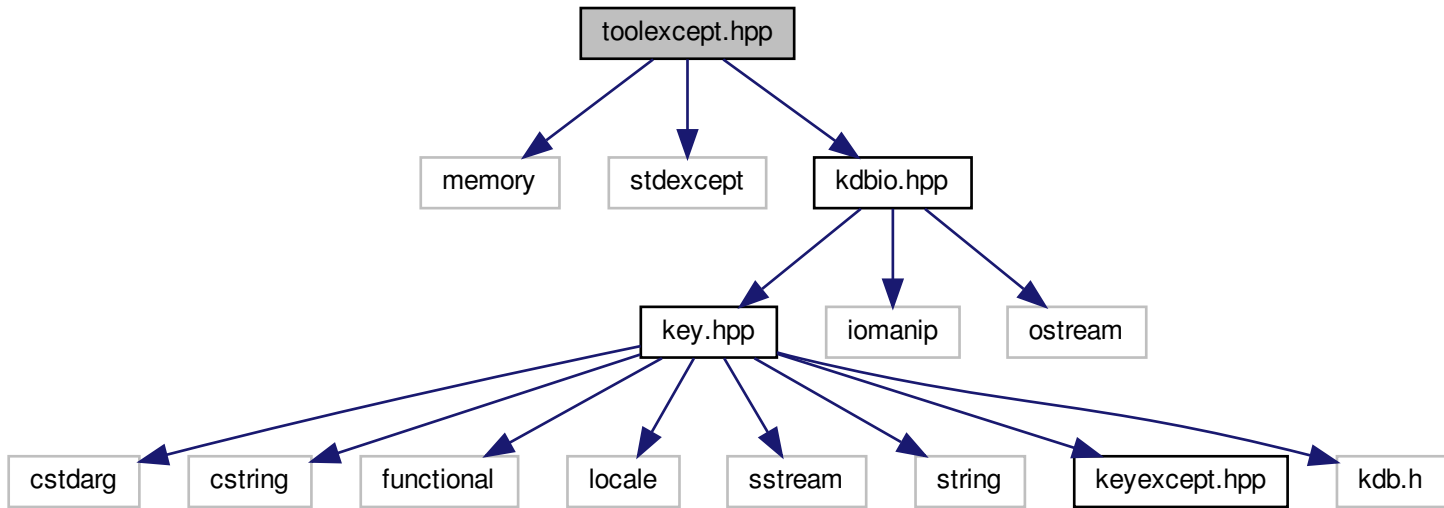 toolexcept.hpp
memory
stdexcept
kdbio.hpp
key.hpp
iomanip
ostream
cstdarg
cstring
functional
locale
sstream
string
keyexcept.hpp
kdb.h